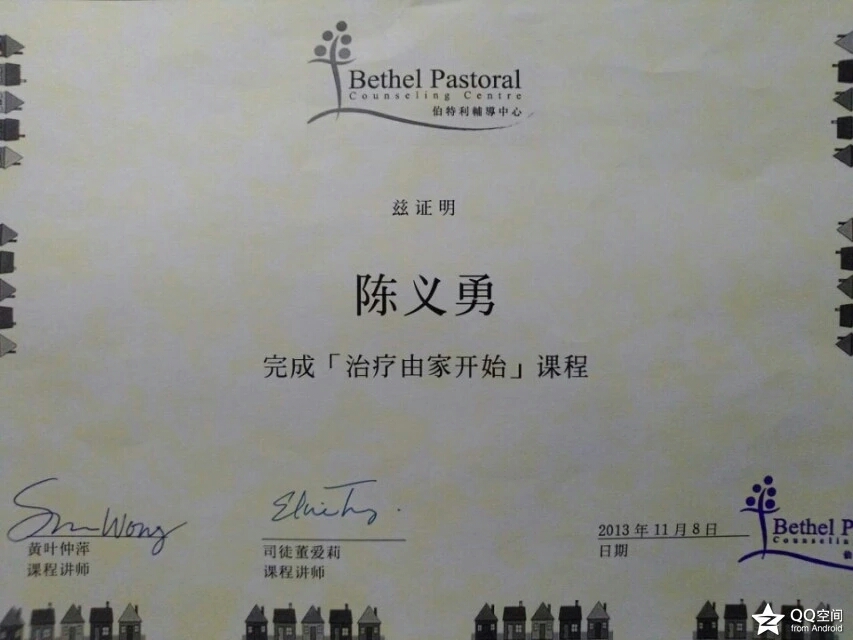 Bethel Pastoral
Counseling Centre
伯特利輔導中心
兹证明
陈义勇
完成「治疗由家开始」课程
Wong
黄叶仲萍
课程讲师
司徒董爱莉
课程讲师
2013 年 11 月 8 日
日期
Bethel P
Counselin
QQ空间
from Android